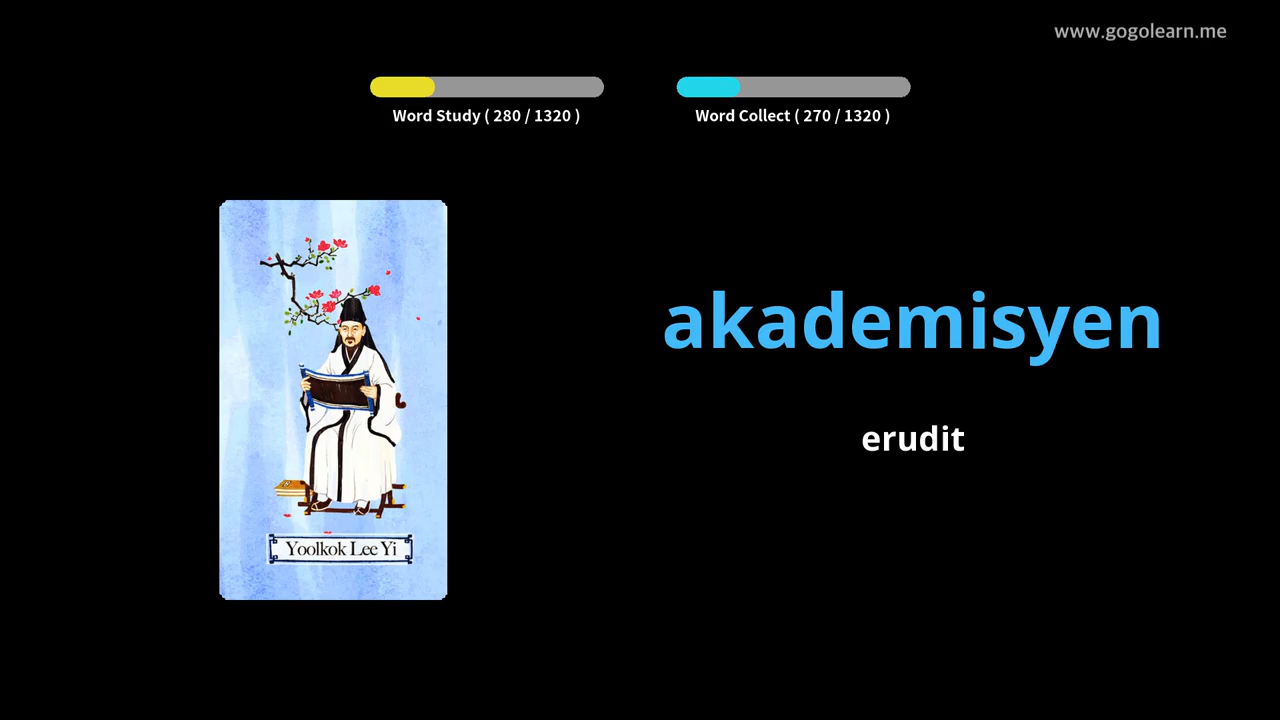 www.gogolearn.me
Word Study ( 280 / 1320 )
Word Collect ( 270 / 1320 )
akademisyen
erudit
Yoolkok Lee Yi